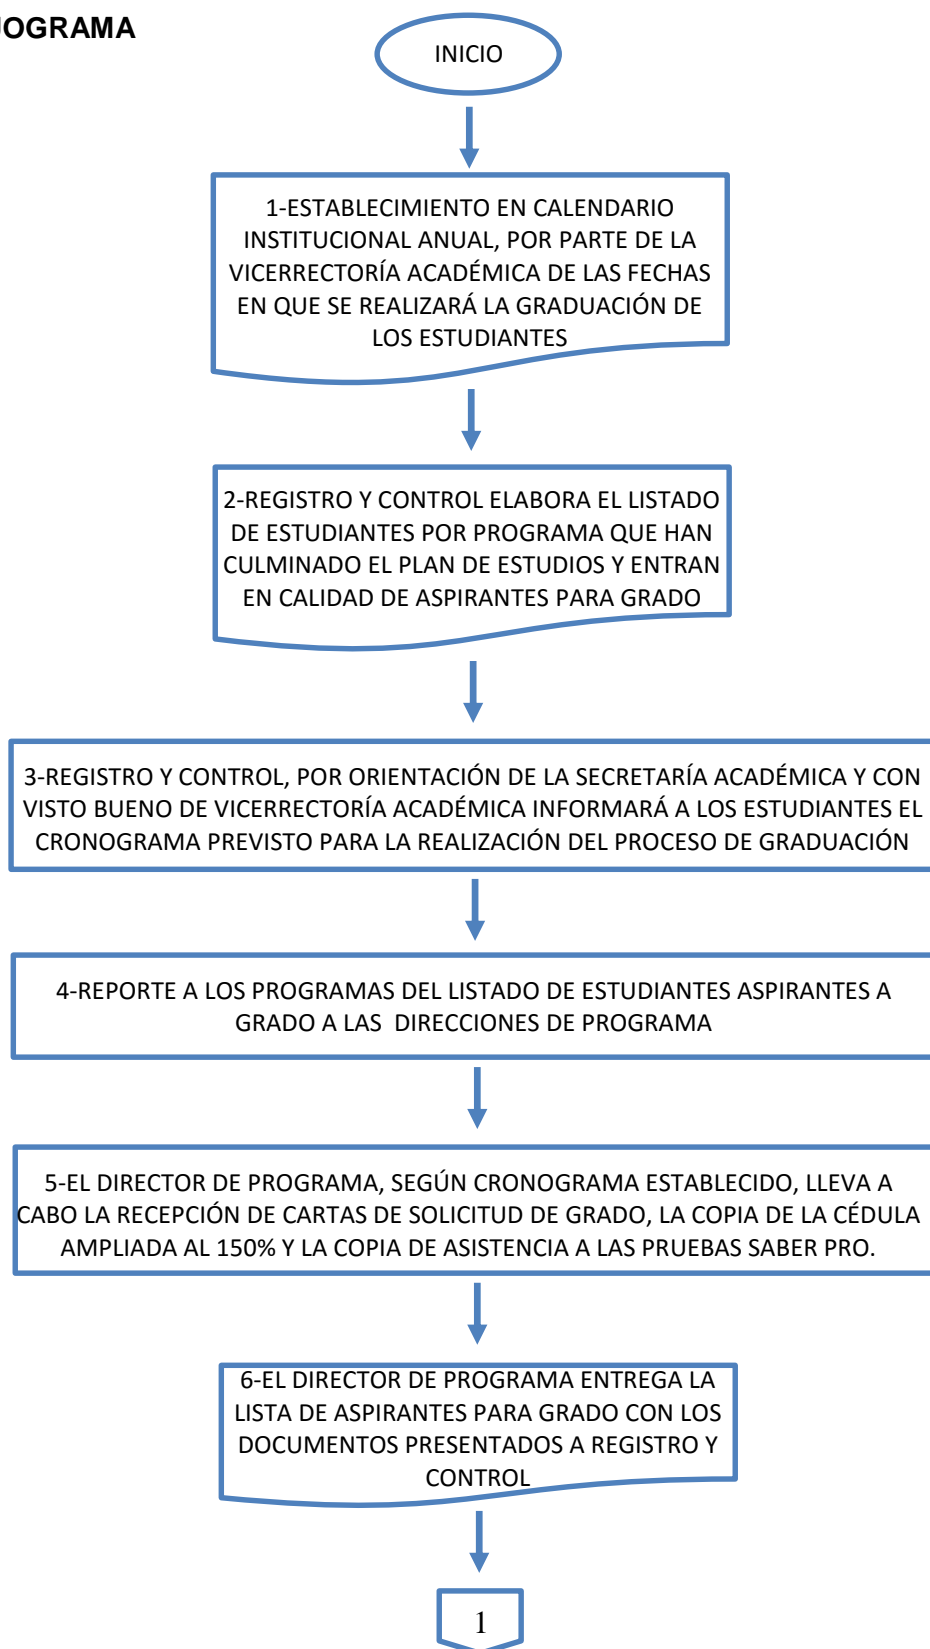 JOGRAMA
INICIO
1-ESTABLECIMIENTO EN CALENDARIO
INSTITUCIONAL ANUAL, POR PARTE DE LA
VICERRECTORÍA ACADÉMICA DE LAS FECHAS
EN QUE SE REALIZARÁ LA GRADUACIÓN DE
LOS ESTUDIANTES
2-REGISTRO Y CONTROL ELABORA EL LISTADO
DE ESTUDIANTES POR PROGRAMA QUE HAN
CULMINADO EL PLAN DE ESTUDIOS Y ENTRAN
EN CALIDAD DE ASPIRANTES PARA GRADO
3-REGISTRO Y CONTROL, POR ORIENTACIÓN DE LA SECRETARÍA ACADÉMICA Y CON
VISTO BUENO DE VICERRECTORÍA ACADÉMICA INFORMARÁ A LOS ESTUDIANTES EL
CRONOGRAMA PREVISTO PARA LA REALIZACIÓN DEL PROCESO DE GRADUACIÓN
4-REPORTE A LOS PROGRAMAS DEL LISTADO DE ESTUDIANTES ASPIRANTES A
GRADO A LAS DIRECCIONES DE PROGRAMA
5-EL DIRECTOR DE PROGRAMA, SEGÚN CRONOGRAMA ESTABLECIDO, LLEVA A
CABO LA RECEPCIÓN DE CARTAS DE SOLICITUD DE GRADO, LA COPIA DE LA CÉDULA
AMPLIADA AL 150% Y LA COPIA DE ASISTENCIA A LAS PRUEBAS SABER PRO.
6-EL DIRECTOR DE PROGRAMA ENTREGA LA
LISTA DE ASPIRANTES PARA GRADO CON LOS
DOCUMENTOS PRESENTADOS A REGISTRO Y
CONTROL
1